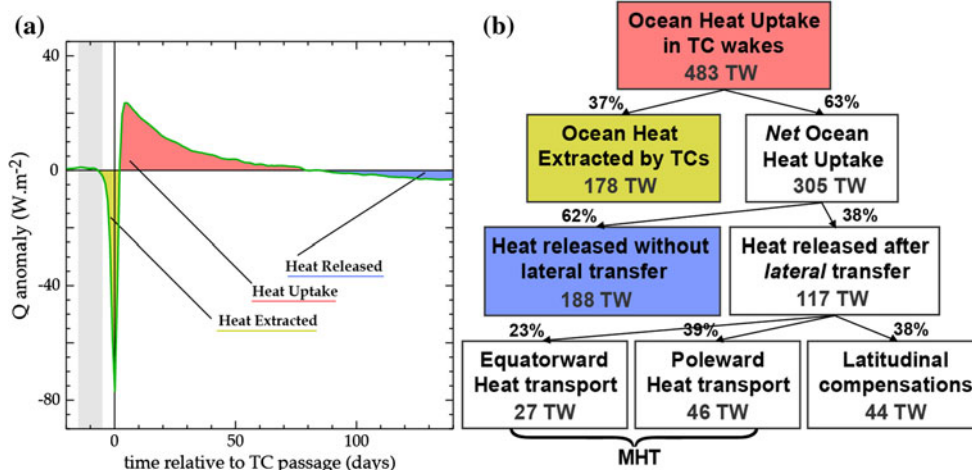 (a)
40
0
-40
-80
Q anomaly (W.m-2)
Heat Released
Heat Uptake
Heat Extracted
0
50
100
time relative to TC passage (days)
(b)
Ocean Heat Uptake
in TC wakes
483 TW
37%
63%
Ocean Heat
Extracted by TCs
178 TW
Net Ocean
Heat Uptake
305 TW
62%
38%
Heat released without
lateral transfer
188 TW
Heat released after
lateral transfer
117 TW
23%
39%
38%
Equatorward
Heat transport
27 TW
Poleward
Heat transport
46 TW
Latitudinal
compensations
44 TW
MHT